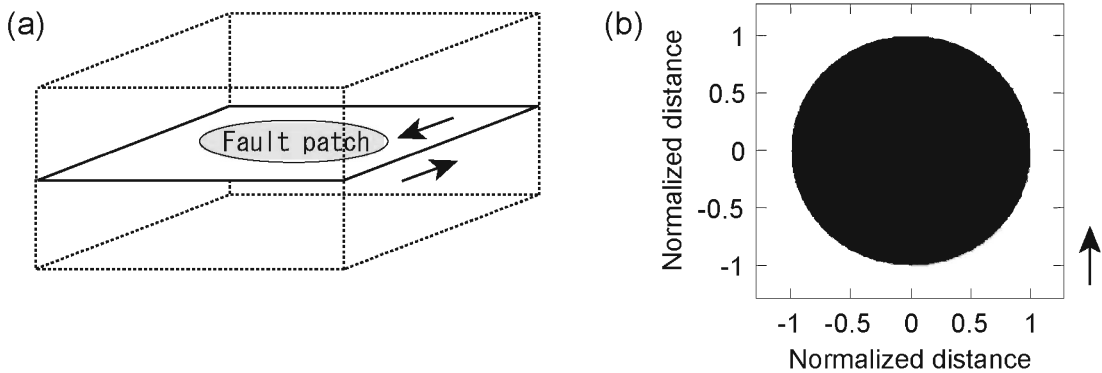 (a)
Fault patch
(b)
Normalized distance
1
0.5
0
-0.5
-1
-1 -0.5 0 0.5 1
Normalized distance